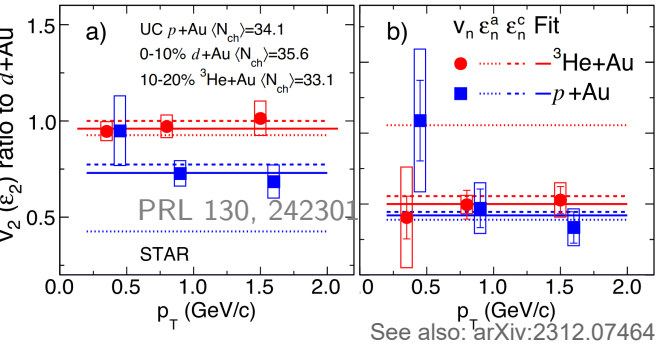 a)
UC p+Au ⟨N_ch⟩=34.1
0-10% d+Au ⟨N_ch⟩=35.6
10-20% ³He+Au ⟨N_ch⟩=33.1
PRL 130, 242301
STAR
V₂ (ε₂) ratio to d+Au
1.5
1.0
0.5
0.0 0.5 1.0 1.5 2.0
p_T (GeV/c)
b)
v_n ε_n^a ε_n^c Fit
³He+Au
p+Au
0.0 0.5 1.0 1.5 2.0
p_T (GeV/c)
See also: arXiv:2312.07464